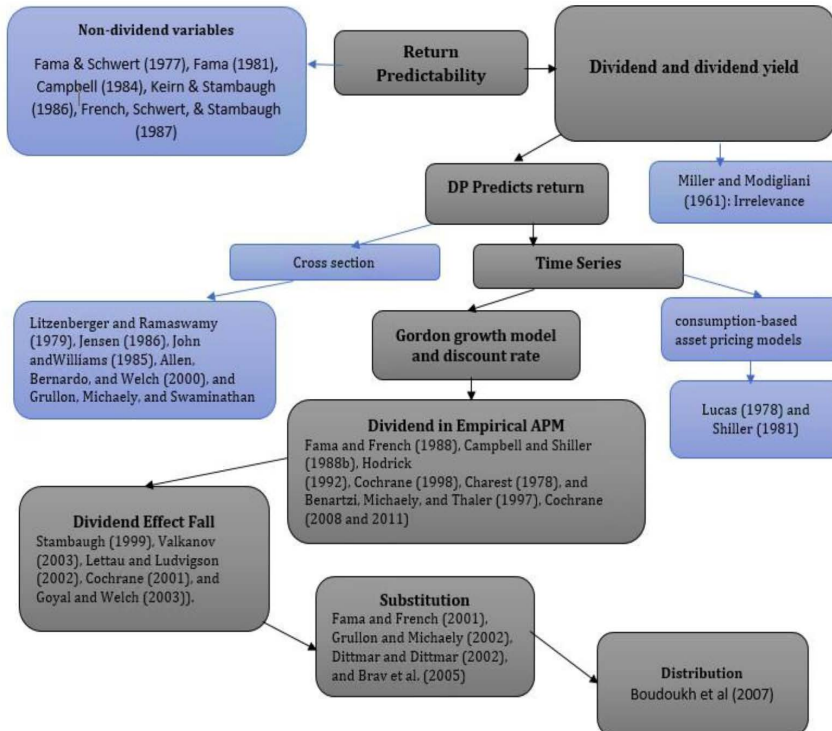 Non-dividend variables
Fama & Schwert (1977), Fama (1981),
Campbell (1984), Keirn & Stambaugh
(1986), French, Schwert, & Stambaugh
(1987)
Return
Predictability
Dividend and dividend yield
DP Predicts return
Miller and Modigliani
(1961): Irrelevance
Cross section
Time Series
Litzenberger and Ramaswamy
(1979), Jensen (1986), John
andWilliams (1985), Allen,
Bernardo, and Welch (2000), and
Grullon, Michaely, and Swaminathan
Gordon growth model
and discount rate
consumption-based
asset pricing models
Lucas (1978) and
Shiller (1981)
Dividend in Empirical APM
Fama and French (1988), Campbell and Shiller
(1988b), Hodrick
(1992), Cochrane (1998), Charest (1978), and
Benartzi, Michaely, and Thaler (1997), Cochrane
(2008 and 2011)
Dividend Effect Fall
Stambaugh (1999), Valkanov
(2003), Lettau and Ludvigson
(2002), Cochrane (2001), and
Goyal and Welch (2003)).
Substitution
Fama and French (2001),
Grullon and Michaely (2002),
Dittmar and Dittmar (2002),
and Brav et al. (2005)
Distribution
Boudoukh et al (2007)